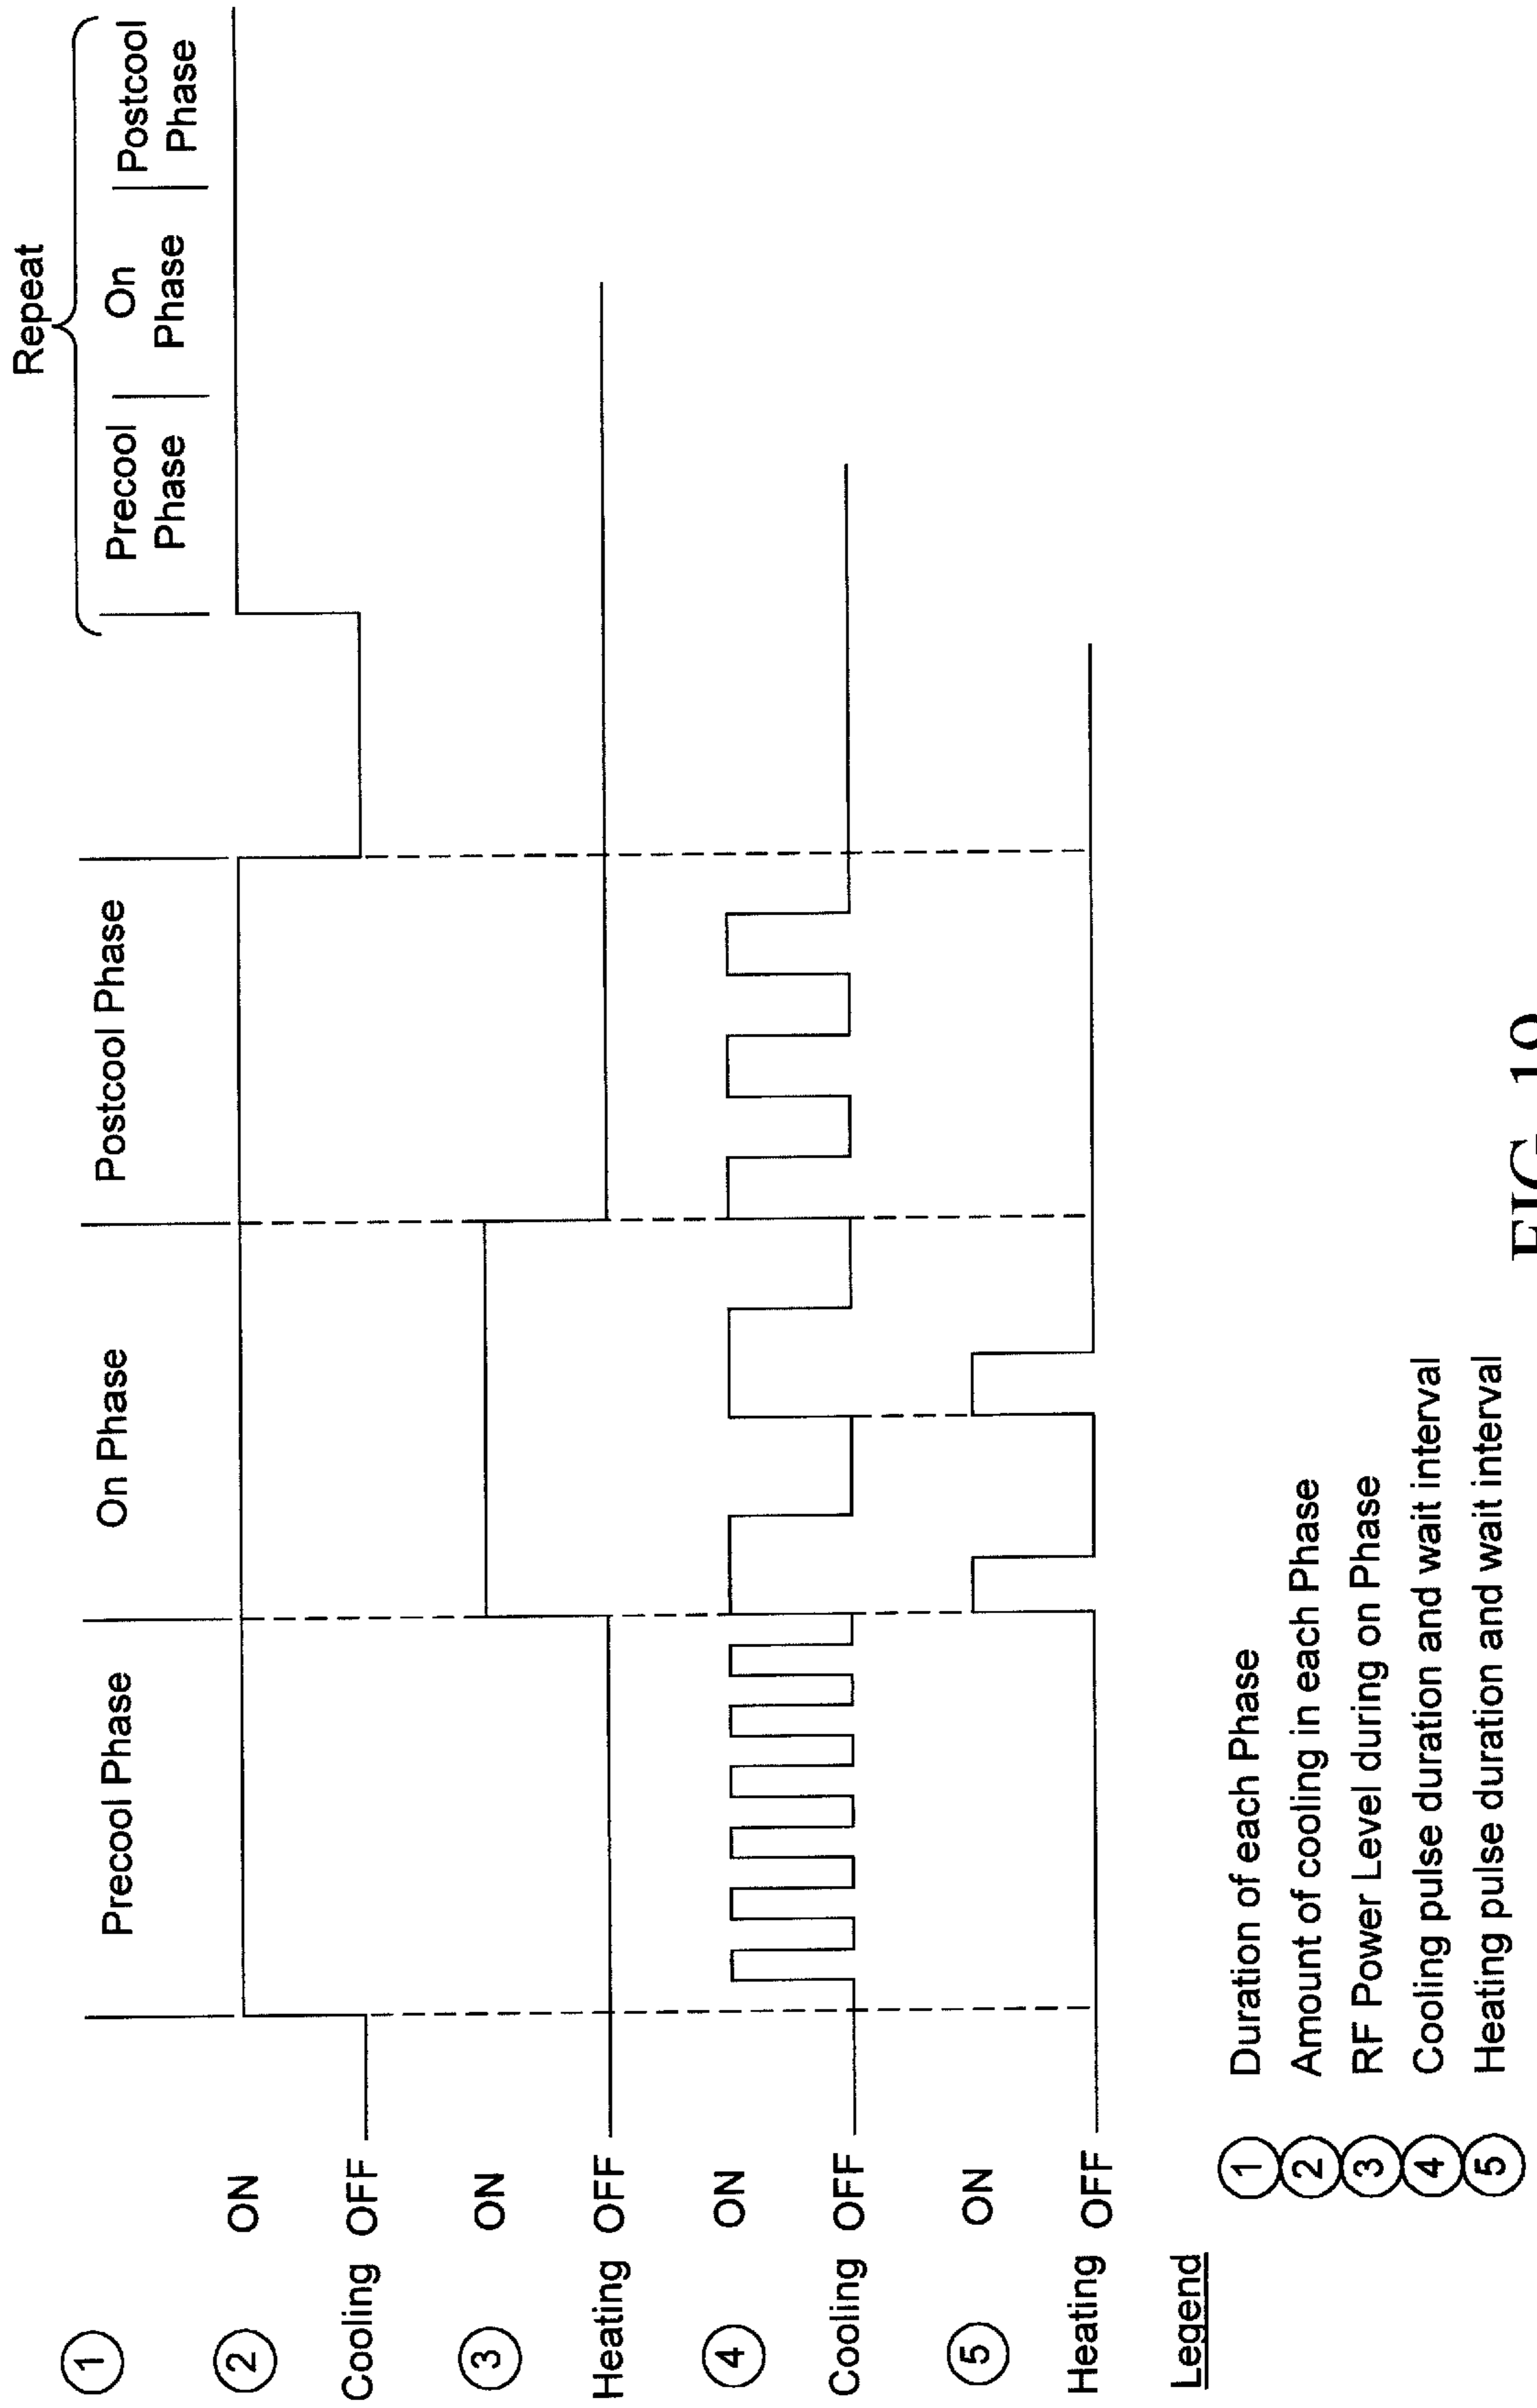 Repeat
Precool Phase
On Phase
Postcool Phase
Precool
Phase
On
Phase
Postcool
Phase
1
2
ON
Cooling OFF
3
ON
Heating OFF
4
ON
Cooling OFF
5
ON
Heating OFF
Legend
1 Duration of each Phase
2 Amount of cooling in each Phase
3 RF Power Level during on Phase
4 Cooling pulse duration and wait interval
5 Heating pulse duration and wait interval